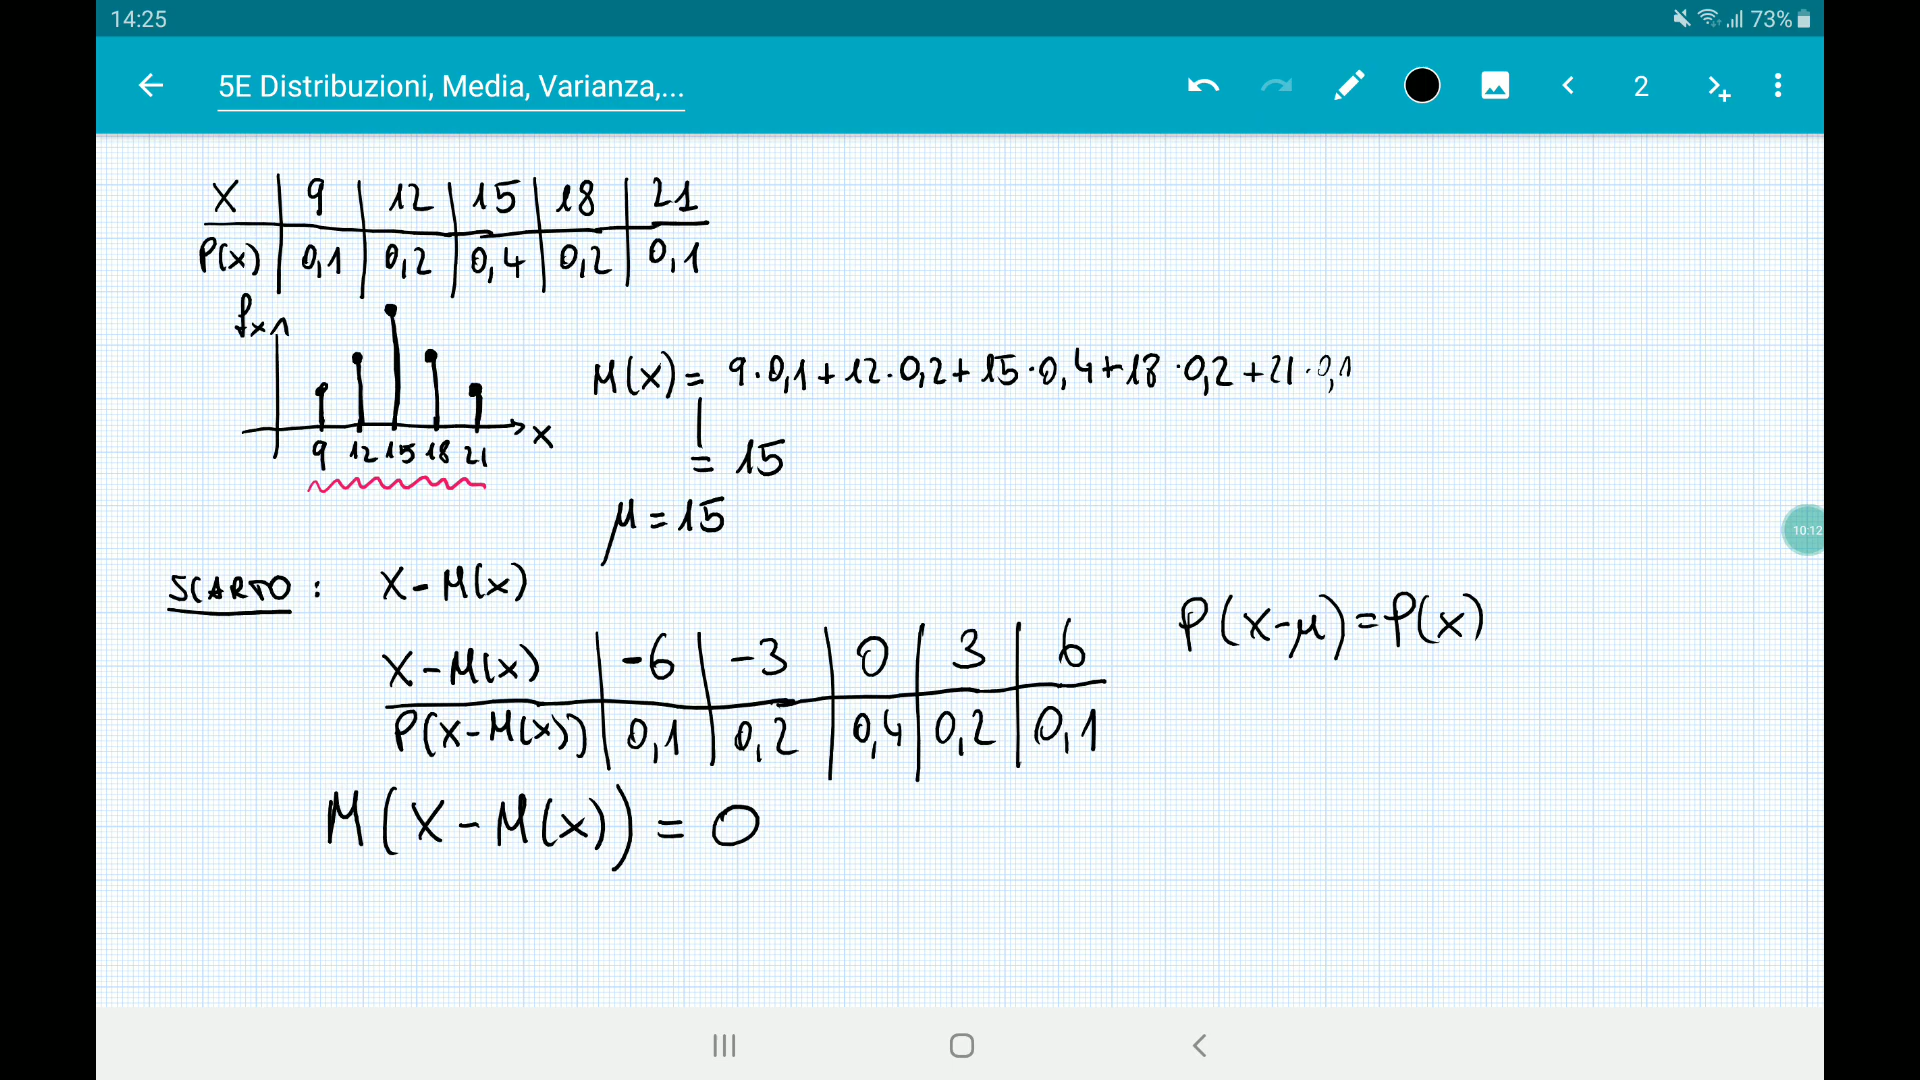 14:25
73%
5E Distribuzioni, Media, Varianza,...
2
X 9 12 15 18 21
P(x) 0,1 0,2 0,4 0,2 0,1
fx 1
M(X) = 9·0,1+12·0,2+15·0,4+18·0,2+21·0,1
x
9 12 15 18 21
= 15
μ = 15
10:12
SCARTO : X-M(x)
P(X-μ)=P(x)
X-M(x) -6 -3 0 3 6
P(X-M(x)) 0,1 0,2 0,4 0,2 0,1
M(X-M(x)) = 0